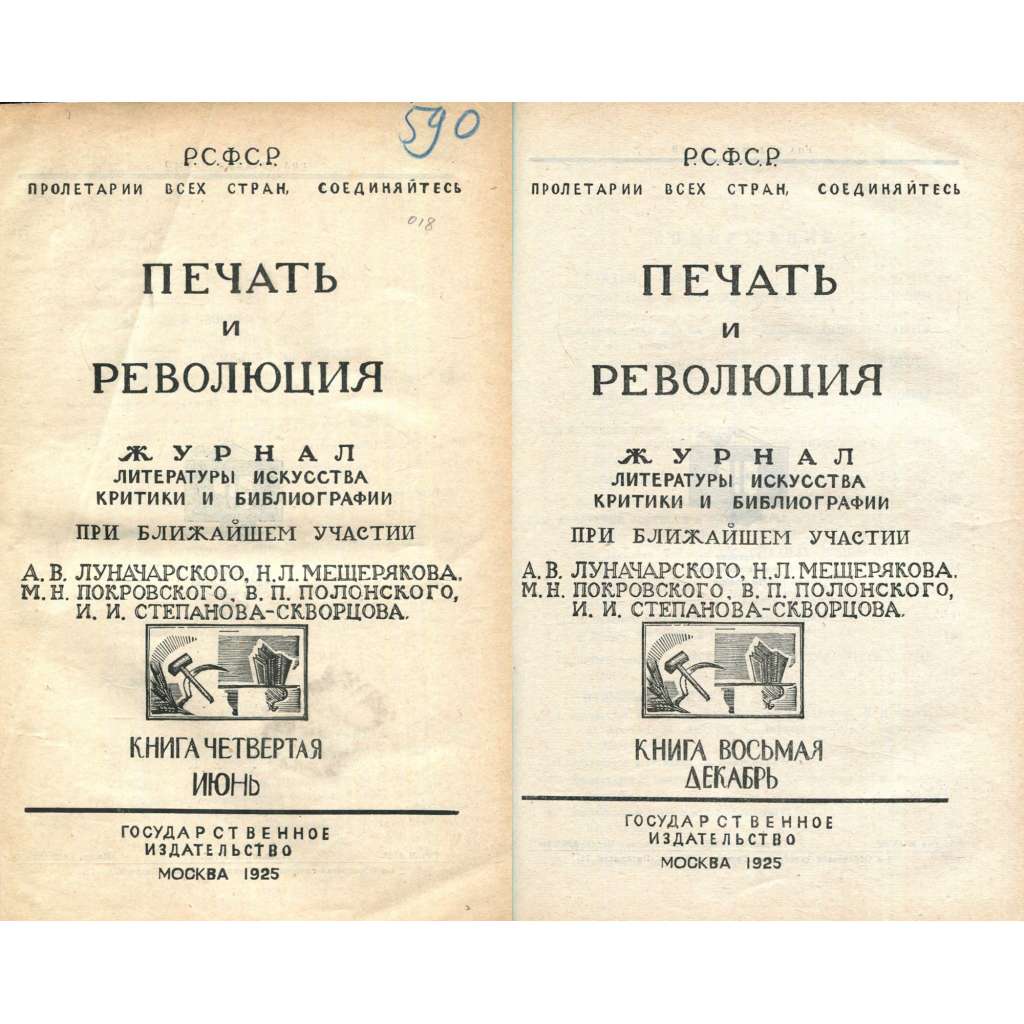 590
Р.С.Ф.С.Р.
ПРОЛЕТАРИИ ВСЕХ СТРАН, СОЕДИНЯЙТЕСЬ
018
ПЕЧАТЬ
И
РЕВОЛЮЦИЯ
ЖУРНАЛ
ЛИТЕРАТУРЫ ИСКУССТВА
КРИТИКИ И БИБЛИОГРАФИИ
ПРИ БЛИЖАЙШЕМ УЧАСТИИ
А.В. ЛУНАЧАРСКОГО, Н.Л. МЕЩЕРЯКОВА,
М.Н. ПОКРОВСКОГО, В.П. ПОЛОНСКОГО,
И. И. СТЕПАНОВА-СКВОРЦОВА.
КНИГА ЧЕТВЕРТАЯ
ИЮНЬ
ГОСУДАРСТВЕННОЕ
ИЗДАТЕЛЬСТВО
МОСКВА 1925
Р.С.Ф.С.Р.
ПРОЛЕТАРИИ ВСЕХ СТРАН, СОЕДИНЯЙТЕСЬ
ПЕЧАТЬ
И
РЕВОЛЮЦИЯ
ЖУРНАЛ
ЛИТЕРАТУРЫ ИСКУССТВА
КРИТИКИ И БИБЛИОГРАФИИ
ПРИ БЛИЖАЙШЕМ УЧАСТИИ
А.В. ЛУНАЧАРСКОГО, Н.Л. МЕЩЕРЯКОВА.
М.Н. ПОКРОВСКОГО, В.П. ПОЛОНСКОГО,
И. И. СТЕПАНОВА-СКВОРЦОВА.
КНИГА ВОСЬМАЯ
ДЕКАБРЬ
ГОСУДАРСТВЕННОЕ
ИЗДАТЕЛЬСТВО
МОСКВА 1925